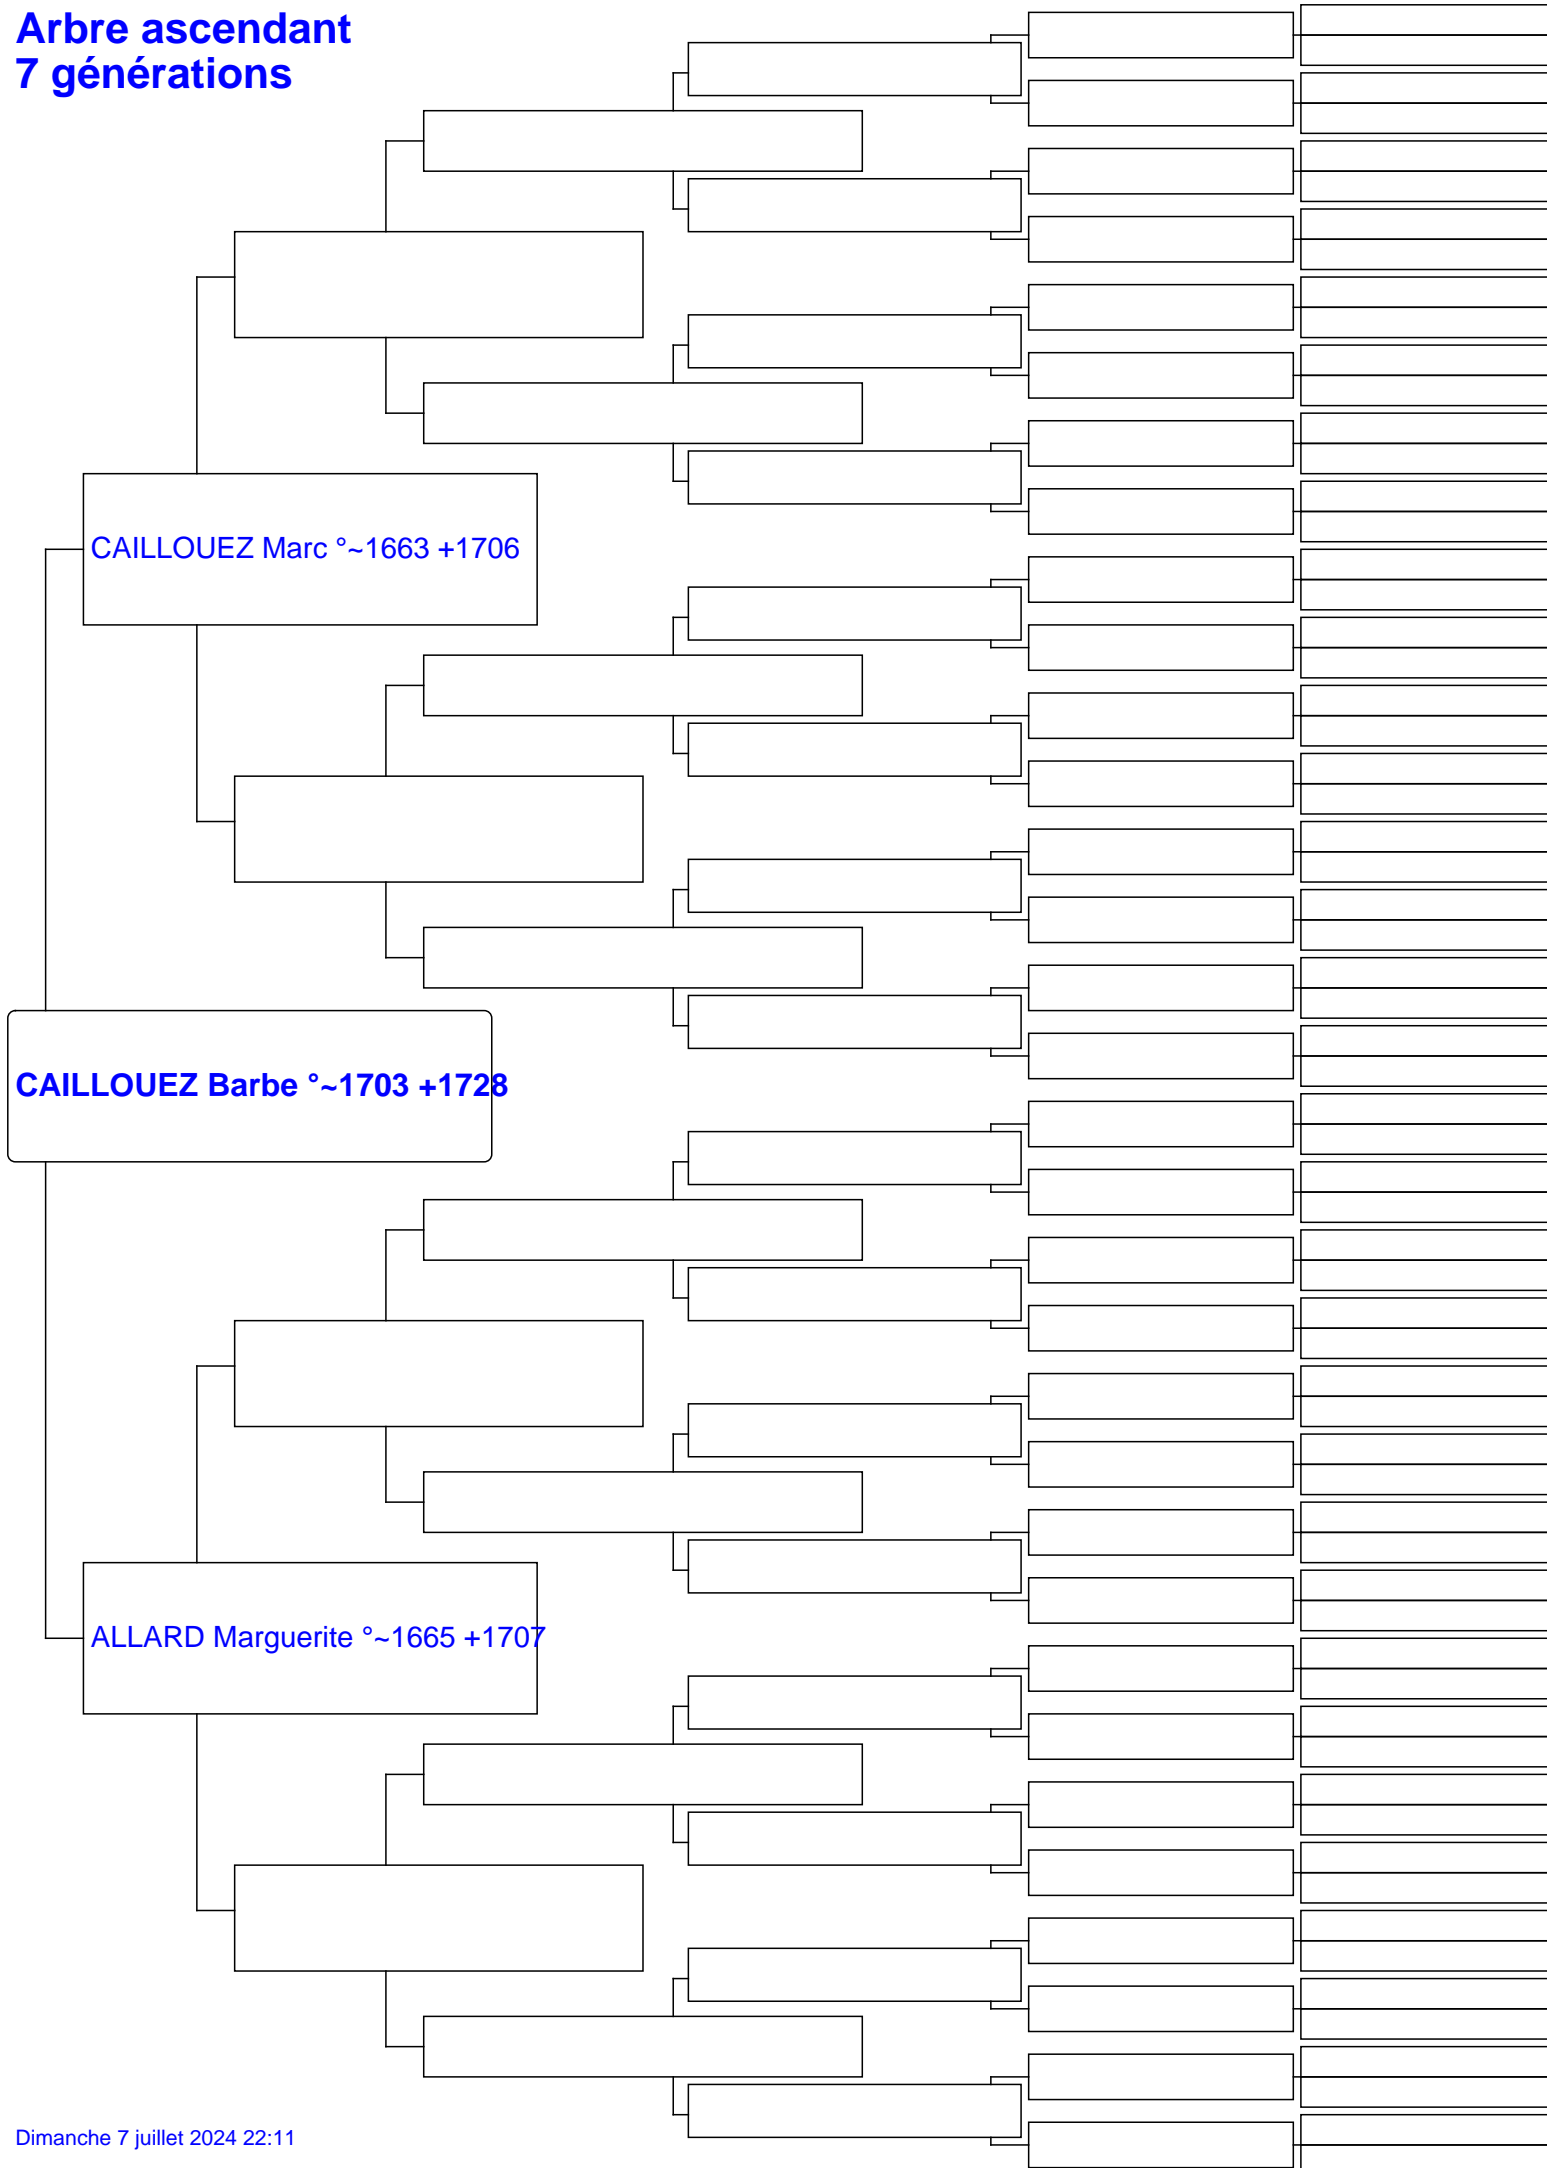 Arbre ascendant
7 générations
CAILLOUEZ Marc °~1663 +1706
CAILLOUEZ Barbe °~1703 +1728
ALLARD Marguerite °~1665 +1707
Dimanche 7 juillet 2024 22:11